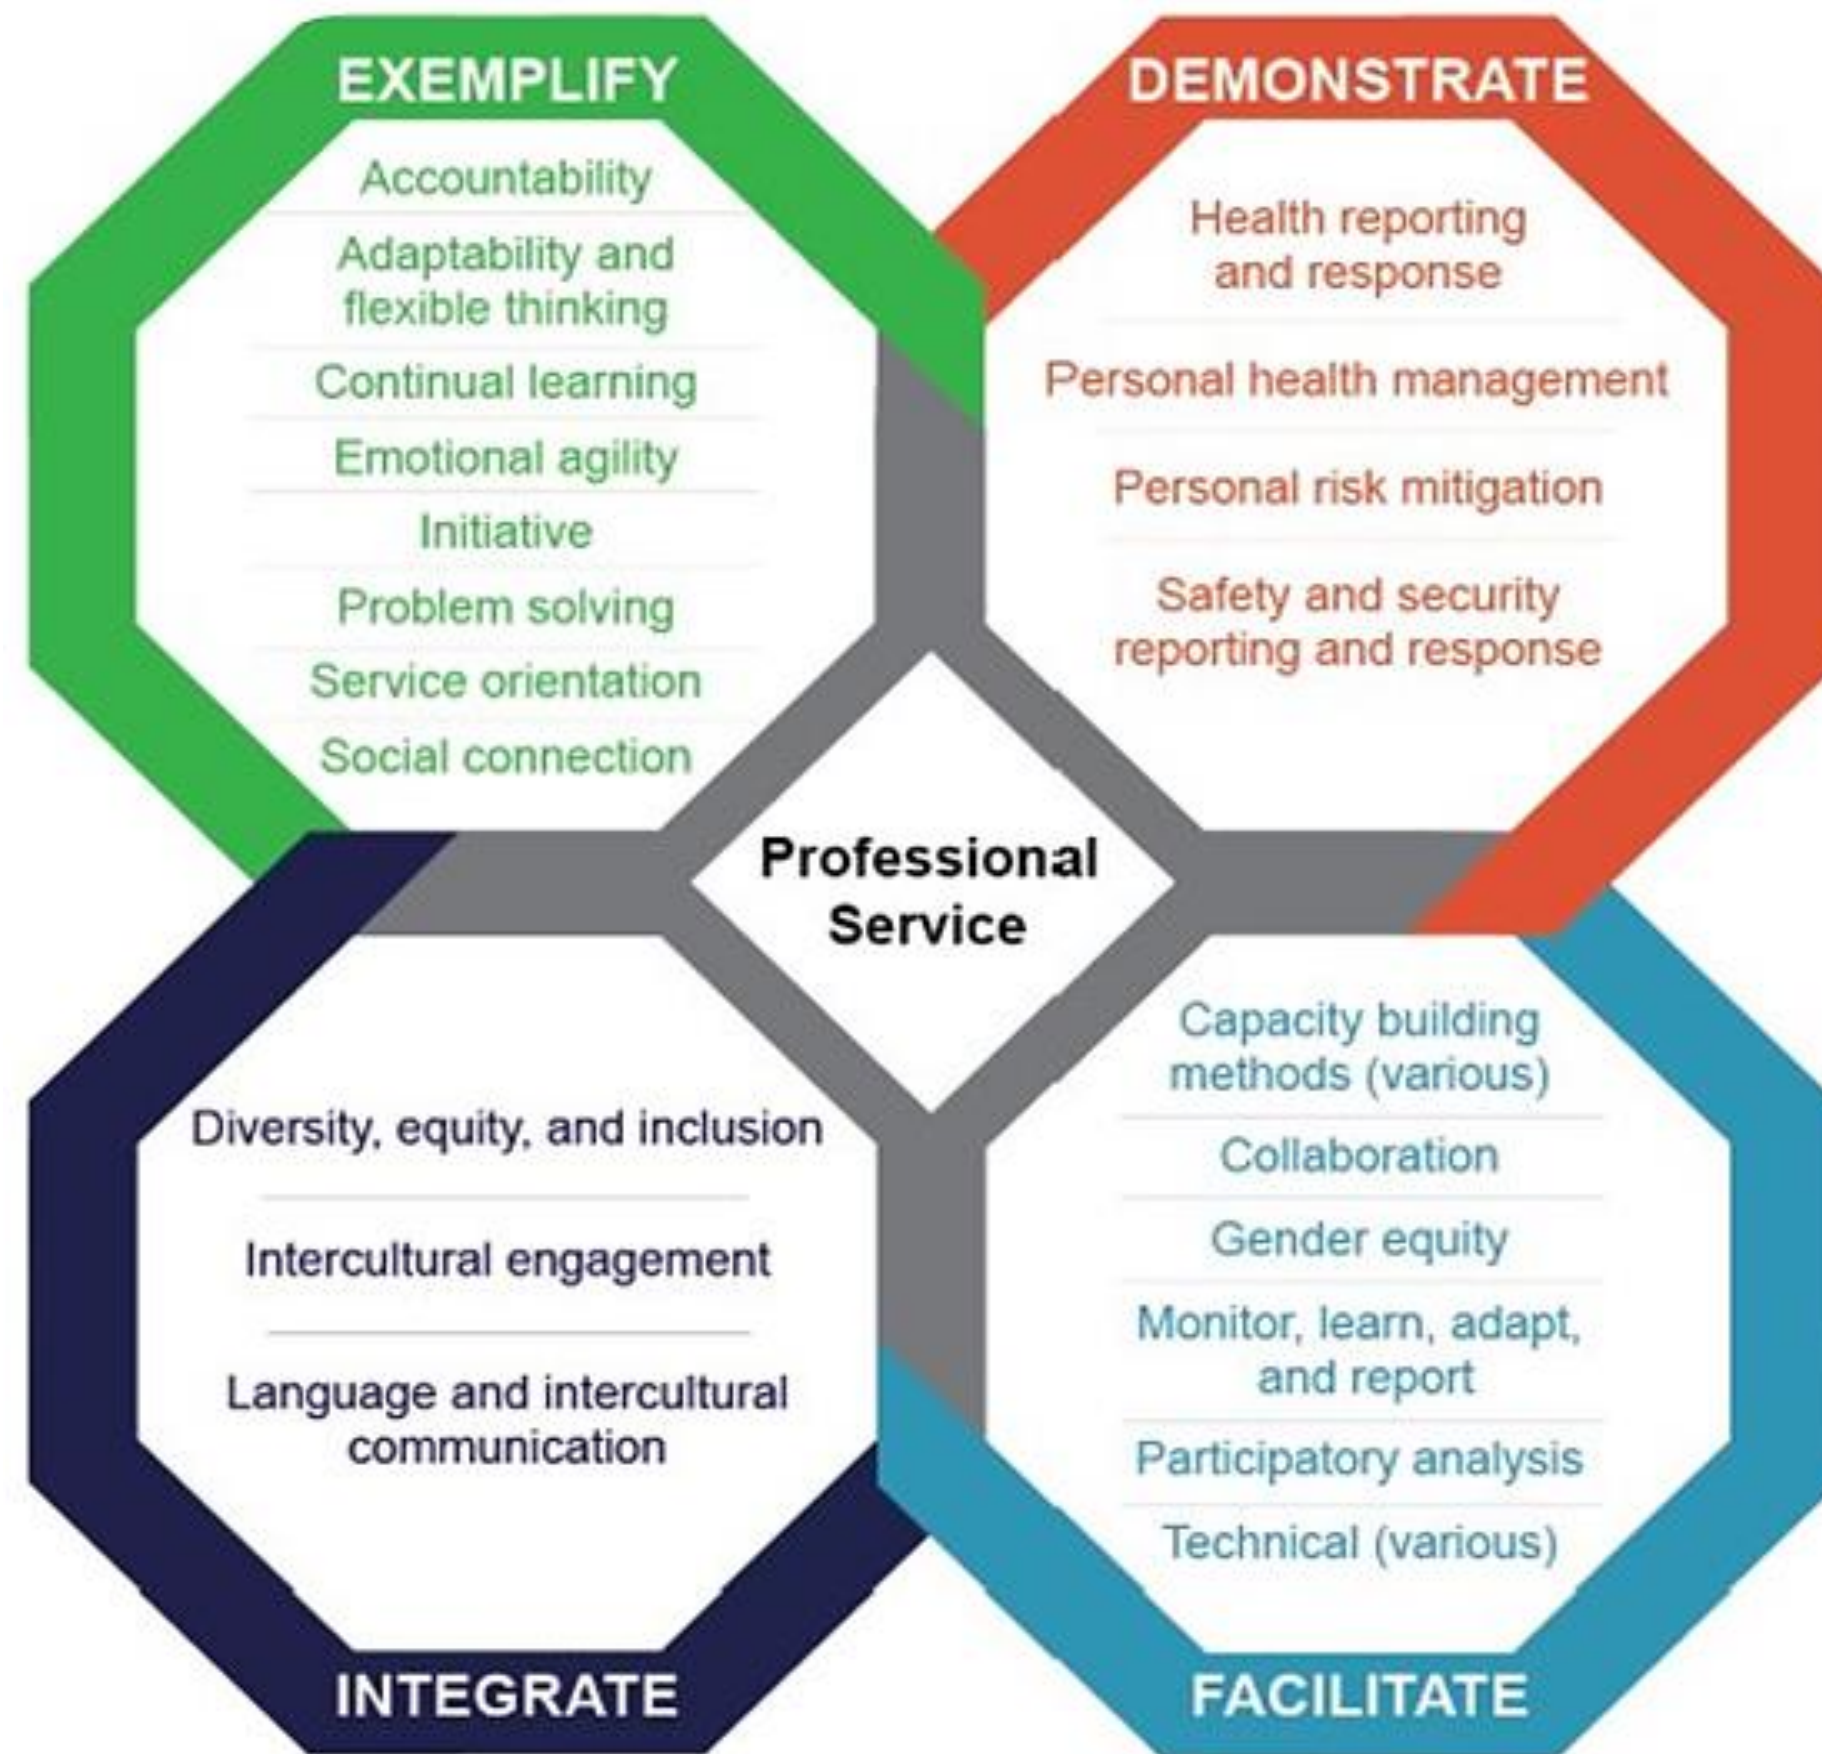 EXEMPLIFY
Accountability
Adaptability and
flexible thinking
Continual learning
Emotional agility
Initiative
Problem solving
Service orientation
Social connection
DEMONSTRATE
Health reporting
and response
Personal health management
Personal risk mitigation
Safety and security
reporting and response
Professional
Service
Diversity, equity, and inclusion
Intercultural engagement
Language and intercultural
communication
INTEGRATE
Capacity building
methods (various)
Collaboration
Gender equity
Monitor, learn, adapt,
and report
Participatory analysis
Technical (various)
FACILITATE